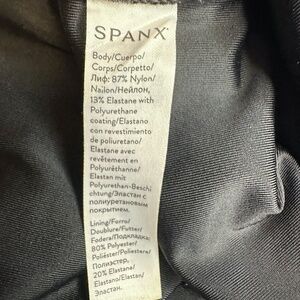 SPANX
Body/Cuerpo/
Corps/Corpetto/
Лиф: 87% Nylon/
Nailon/Нейлон,
13% Elastane with
Polyurethane
coating/Elastano
con revestimiento
de poliuretano/
Elastane avec
revêtement en
Polyuréthanne/
Elastan mit
Polyurethan-Beschi
chtung/Эластан с
полиуретановым
покрытием.
Lining/Forro/
Doublure/Futter/
Fodera/Подкладка:
80% Polyester/
Poliéster/Poliestere/
Полиэстер,
20% Elastane/
Elastano/Elastan/
Эластан.